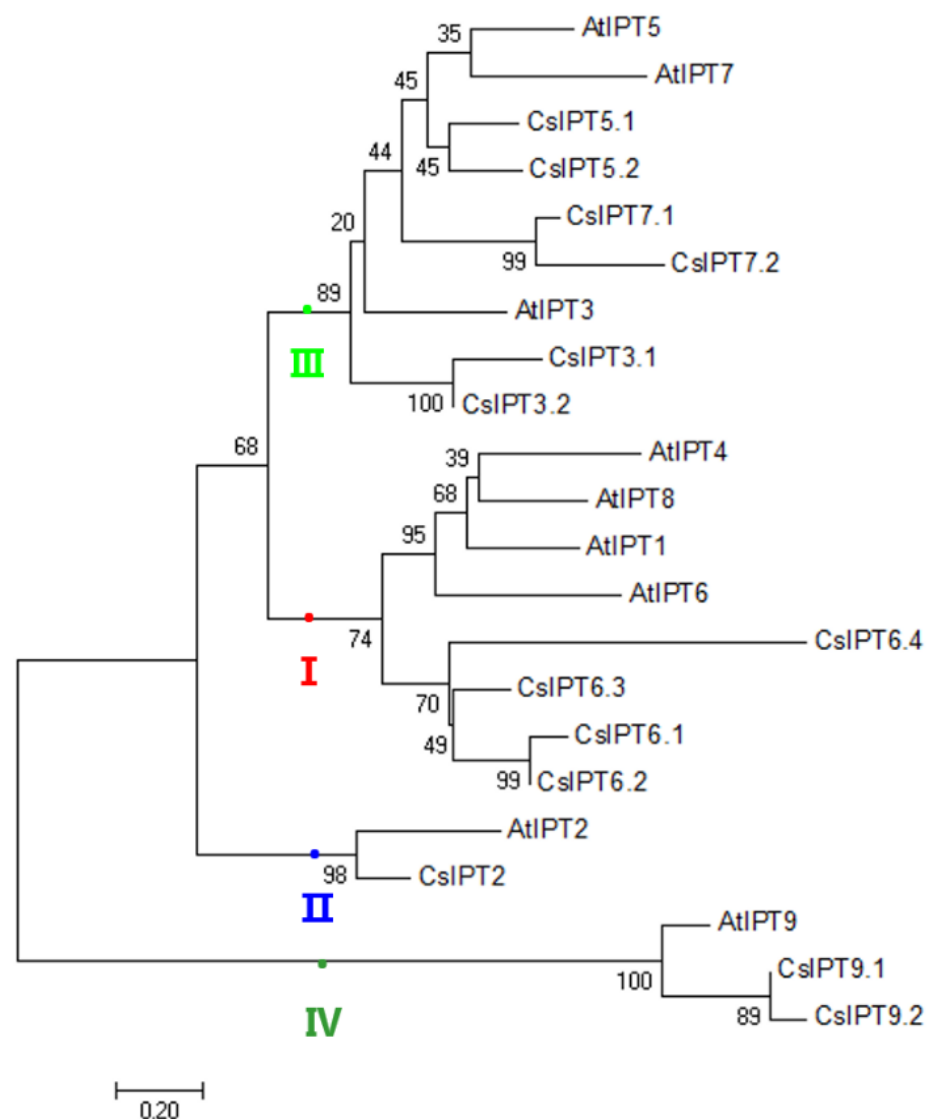 35
AtIPT5
AtIPT7
45
CsIPT5.1
44
45
CsIPT5.2
20
CsIPT7.1
99
CsIPT7.2
89
AtIPT3
III
CsIPT3.1
100
CsIPT3.2
68
39
AtIPT4
68
AtIPT8
95
AtIPT1
AtIPT6
74
CsIPT6.4
I
70
CsIPT6.3
49
CsIPT6.1
99
CsIPT6.2
AtIPT2
98
CsIPT2
II
AtIPT9
100
CsIPT9.1
89
CsIPT9.2
IV
0.20